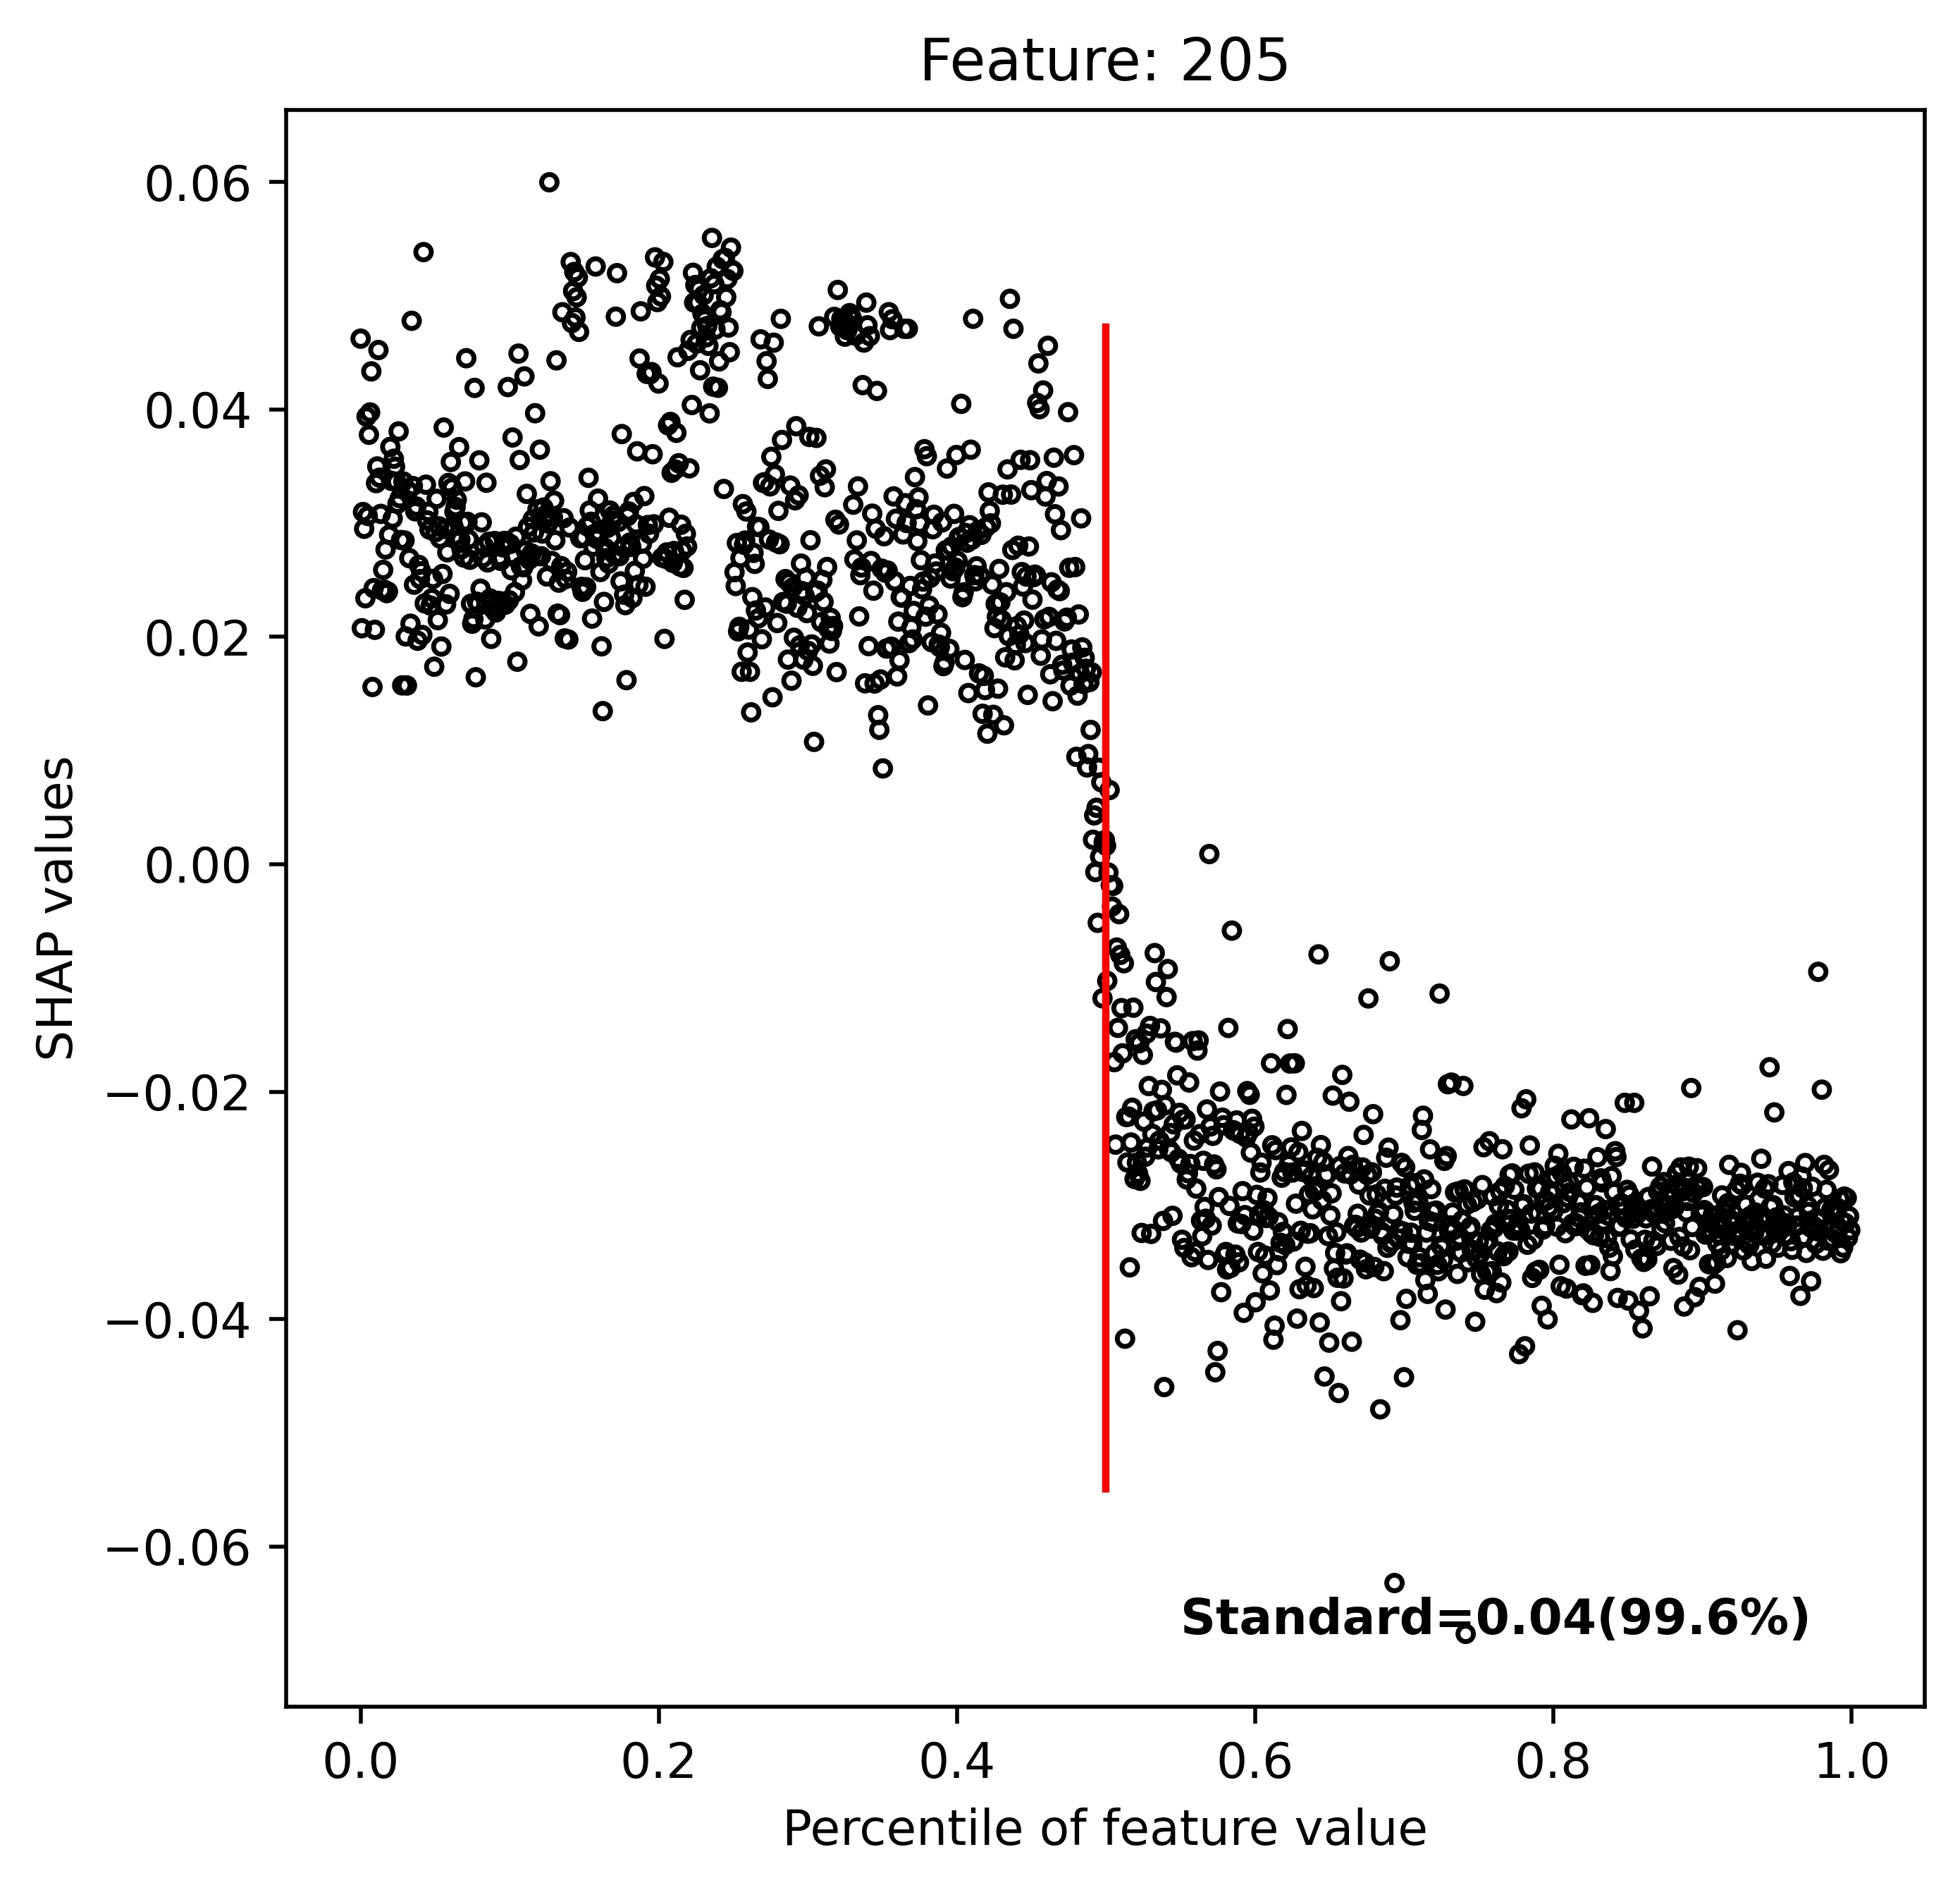 Feature: 205
0.06
0.04
0.02
0.00
−0.02
−0.04
−0.06
SHAP values
Standard=0.04(99.6%)
0.0 0.2 0.4 0.6 0.8 1.0
Percentile of feature value